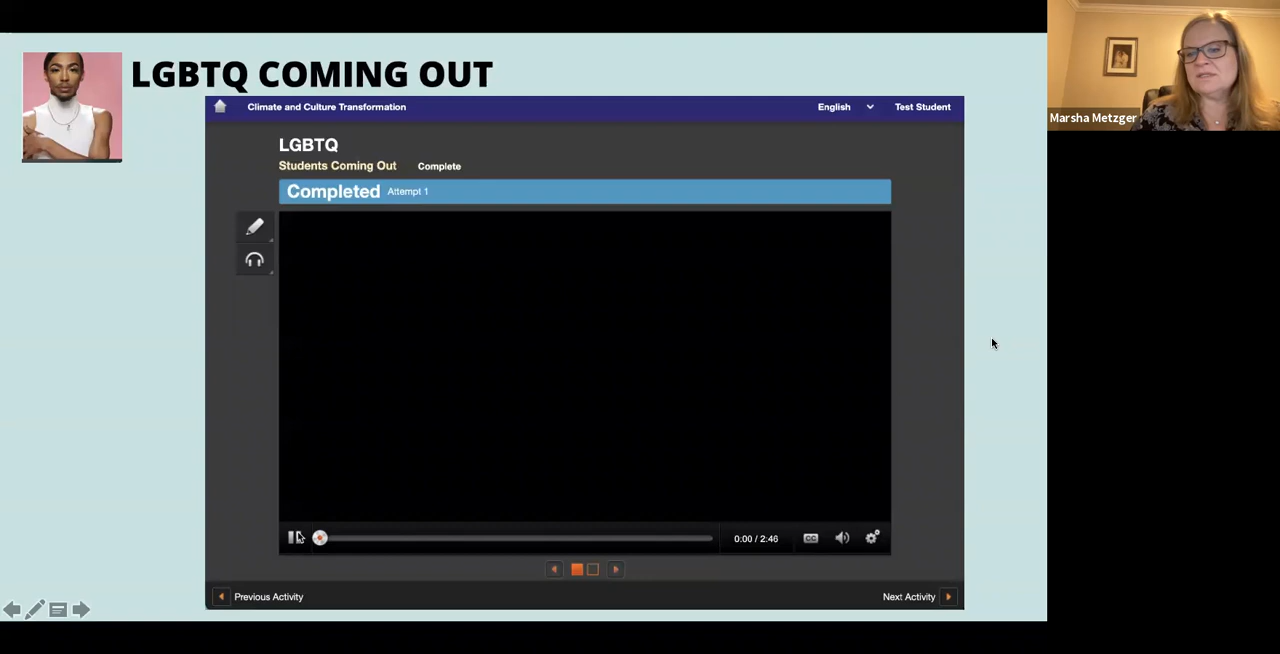 LGBTQ COMING OUT
Climate and Culture Transformation
English
Test Student
LGBTQ
Students Coming Out
Complete
Completed
Attempt 1
0:00 / 2:46
CC
Previous Activity
Next Activity
Marsha Metzger